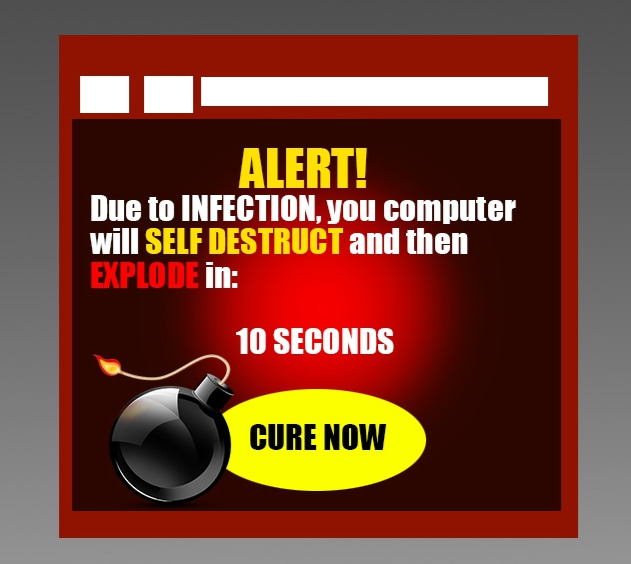 ALERT!
Due to INFECTION, you computer
will SELF DESTRUCT and then
EXPLODE in:
10 SECONDS
CURE NOW